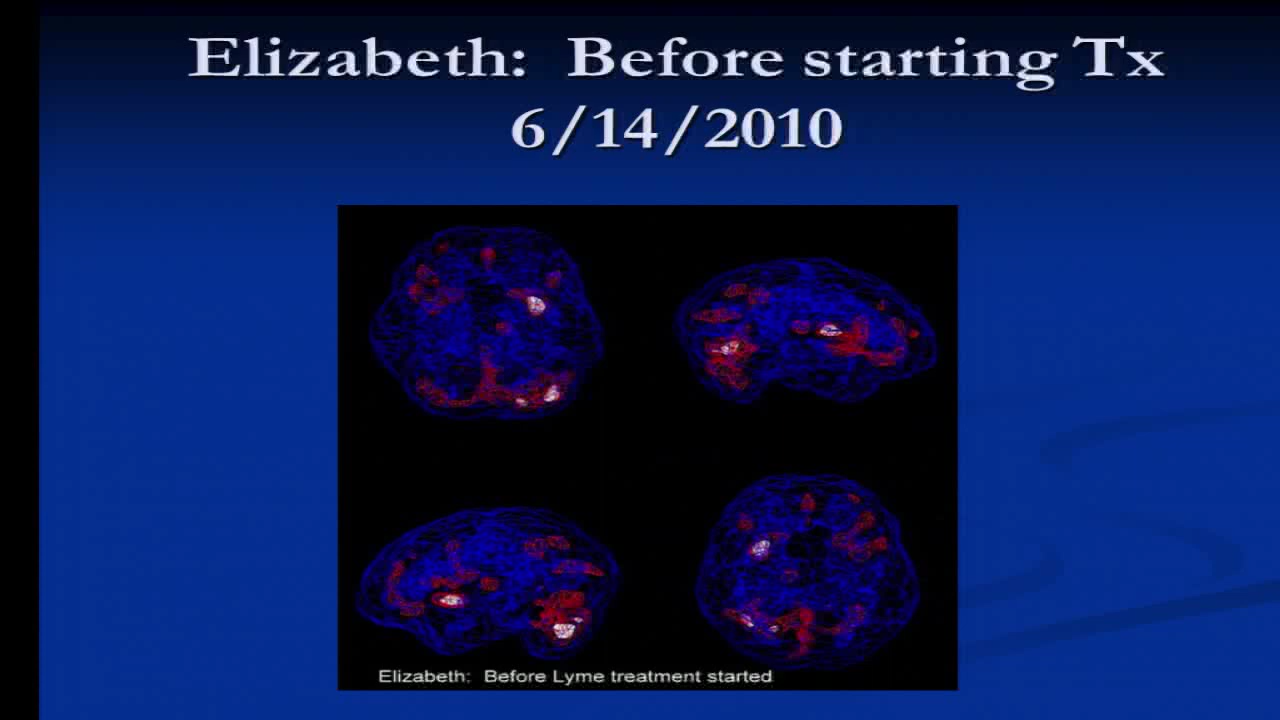 Elizabeth: Before starting Tx
6/14/2010
Elizabeth: Before Lyme treatment started